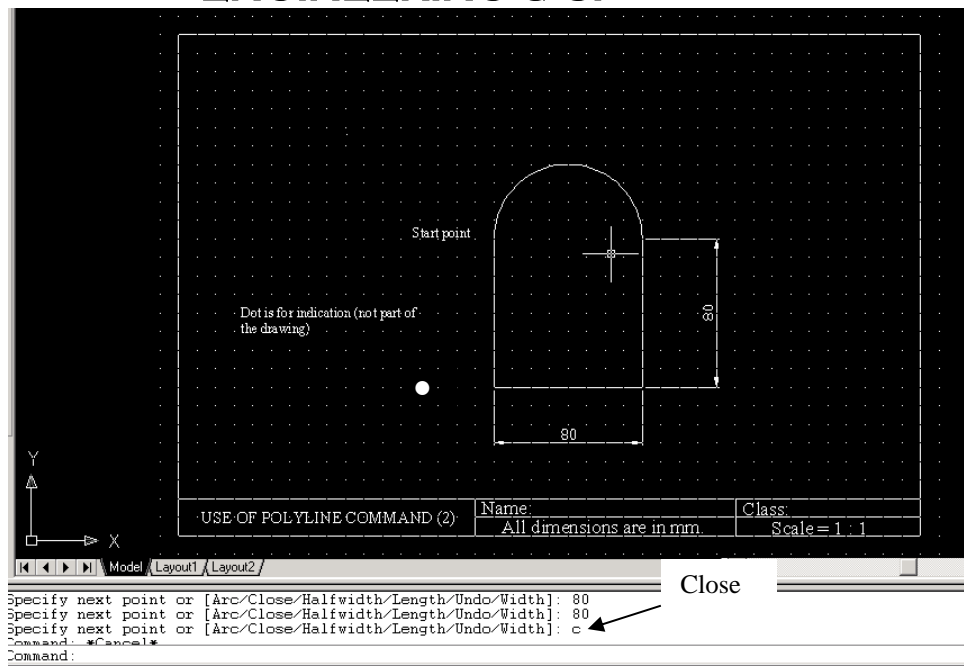 Start point
Dot is for indication (not part of
the drawing)
80
80
USE OF POLYLINE COMMAND (2)
Name:
Class:
All dimensions are in mm.
Scale = 1 : 1
Y
X
Model
Layout1
Layout2
Close
Specify next point or [Arc/Close/Halfwidth/Length/Undo/Width]: 80
Specify next point or [Arc/Close/Halfwidth/Length/Undo/Width]: 80
Specify next point or [Arc/Close/Halfwidth/Length/Undo/Width]: c
Command: *Cancel*
Command: